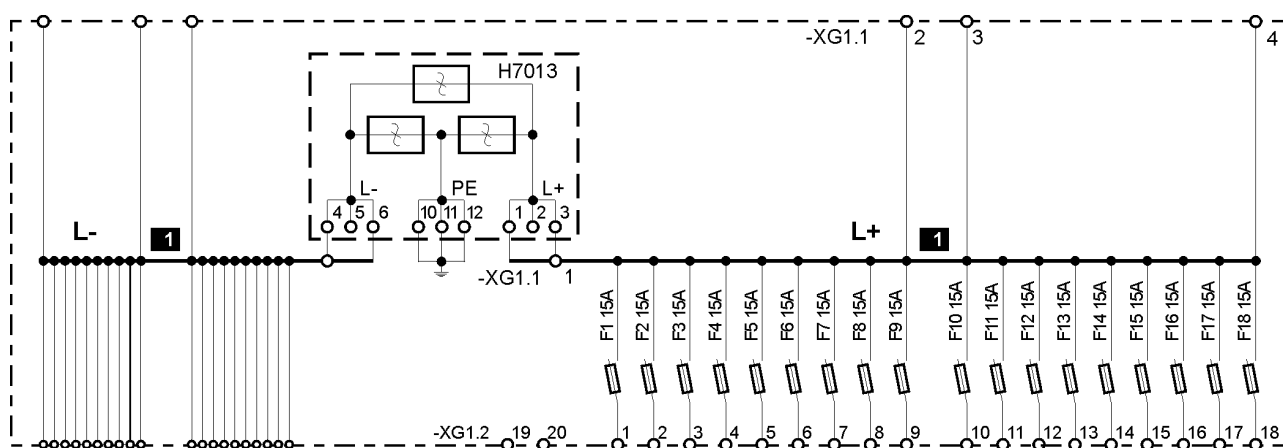 -XG1.1 2 3 4
H7013
L- PE L+
4 5 6 10 11 12 1 2 3
L- 1 L+ 1
-XG1.1 1
F1 15A
F2 15A
F3 15A
F4 15A
F5 15A
F6 15A
F7 15A
F8 15A
F9 15A
F10 15A
F11 15A
F12 15A
F13 15A
F14 15A
F15 15A
F16 15A
F17 15A
F18 15A
-XG1.2 19 20 1 2 3 4 5 6 7 8 9 10 11 12 13 14 15 16 17 18